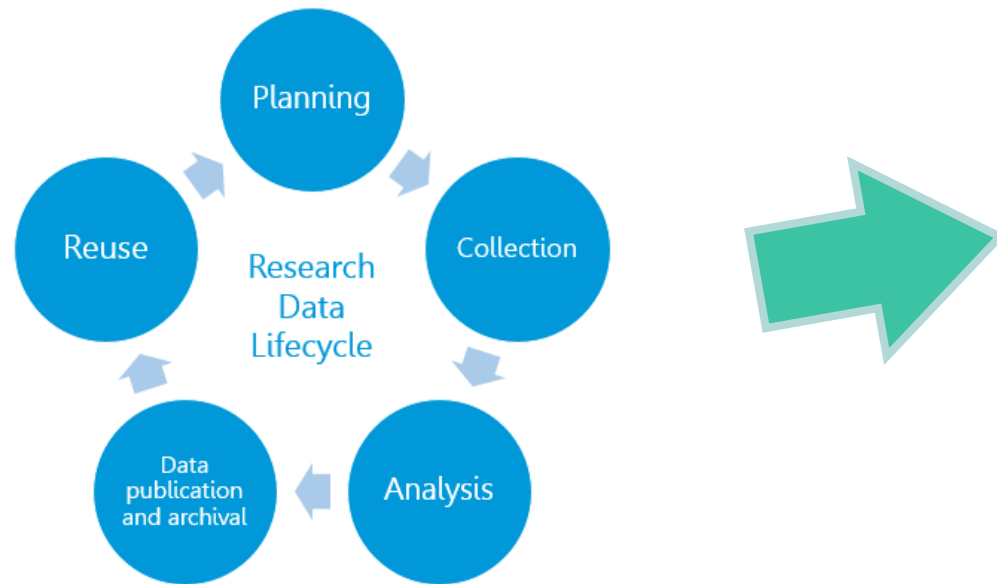 Planning
Collection
Analysis
Data
publication
and archival
Reuse
Research
Data
Lifecycle